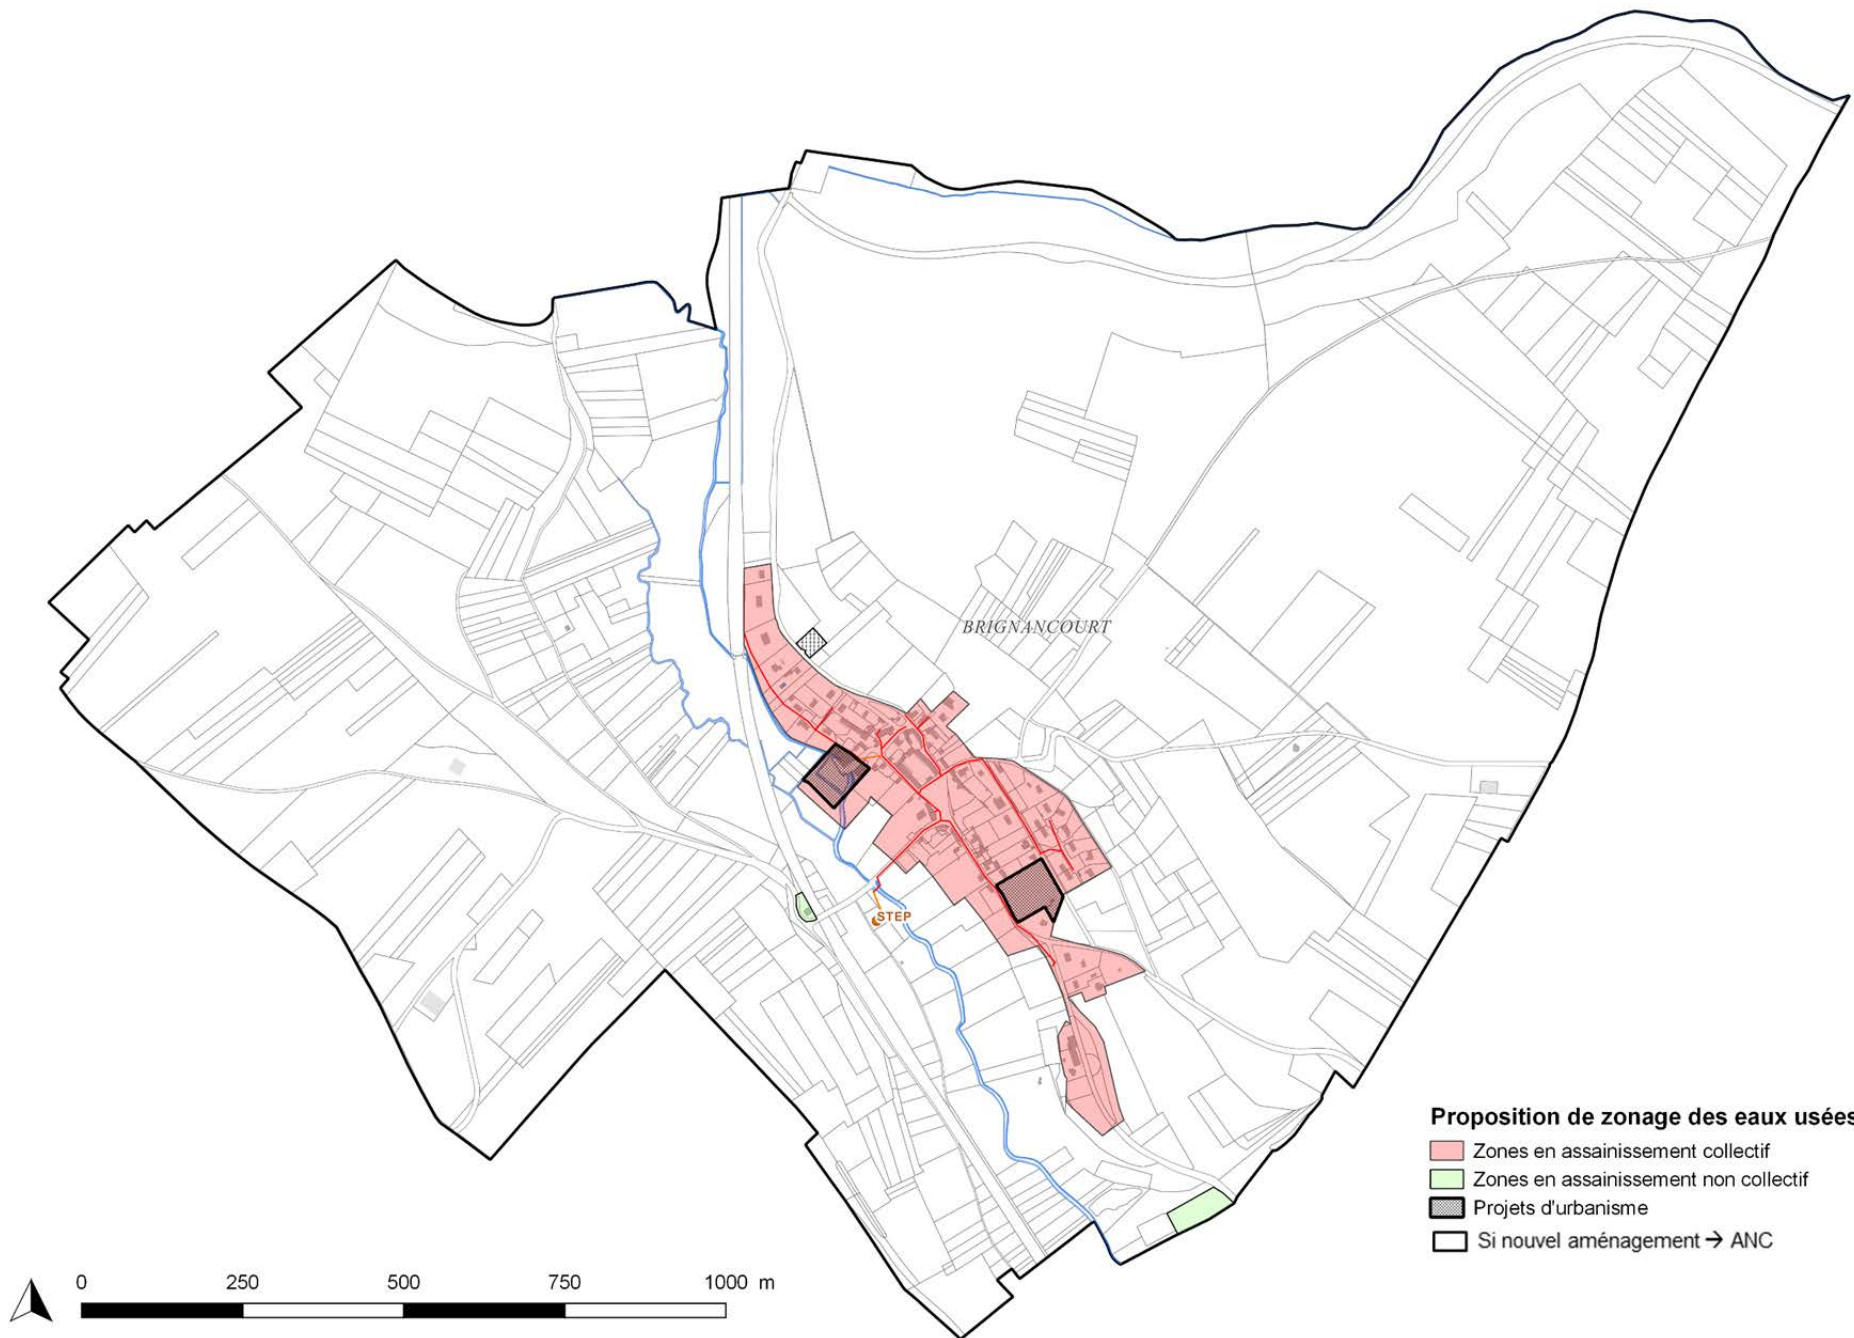 BRIGNANCOURT
STEP
Proposition de zonage des eaux usées
Zones en assainissement collectif
Zones en assainissement non collectif
Projets d'urbanisme
Si nouvel aménagement → ANC
0 250 500 750 1000 m